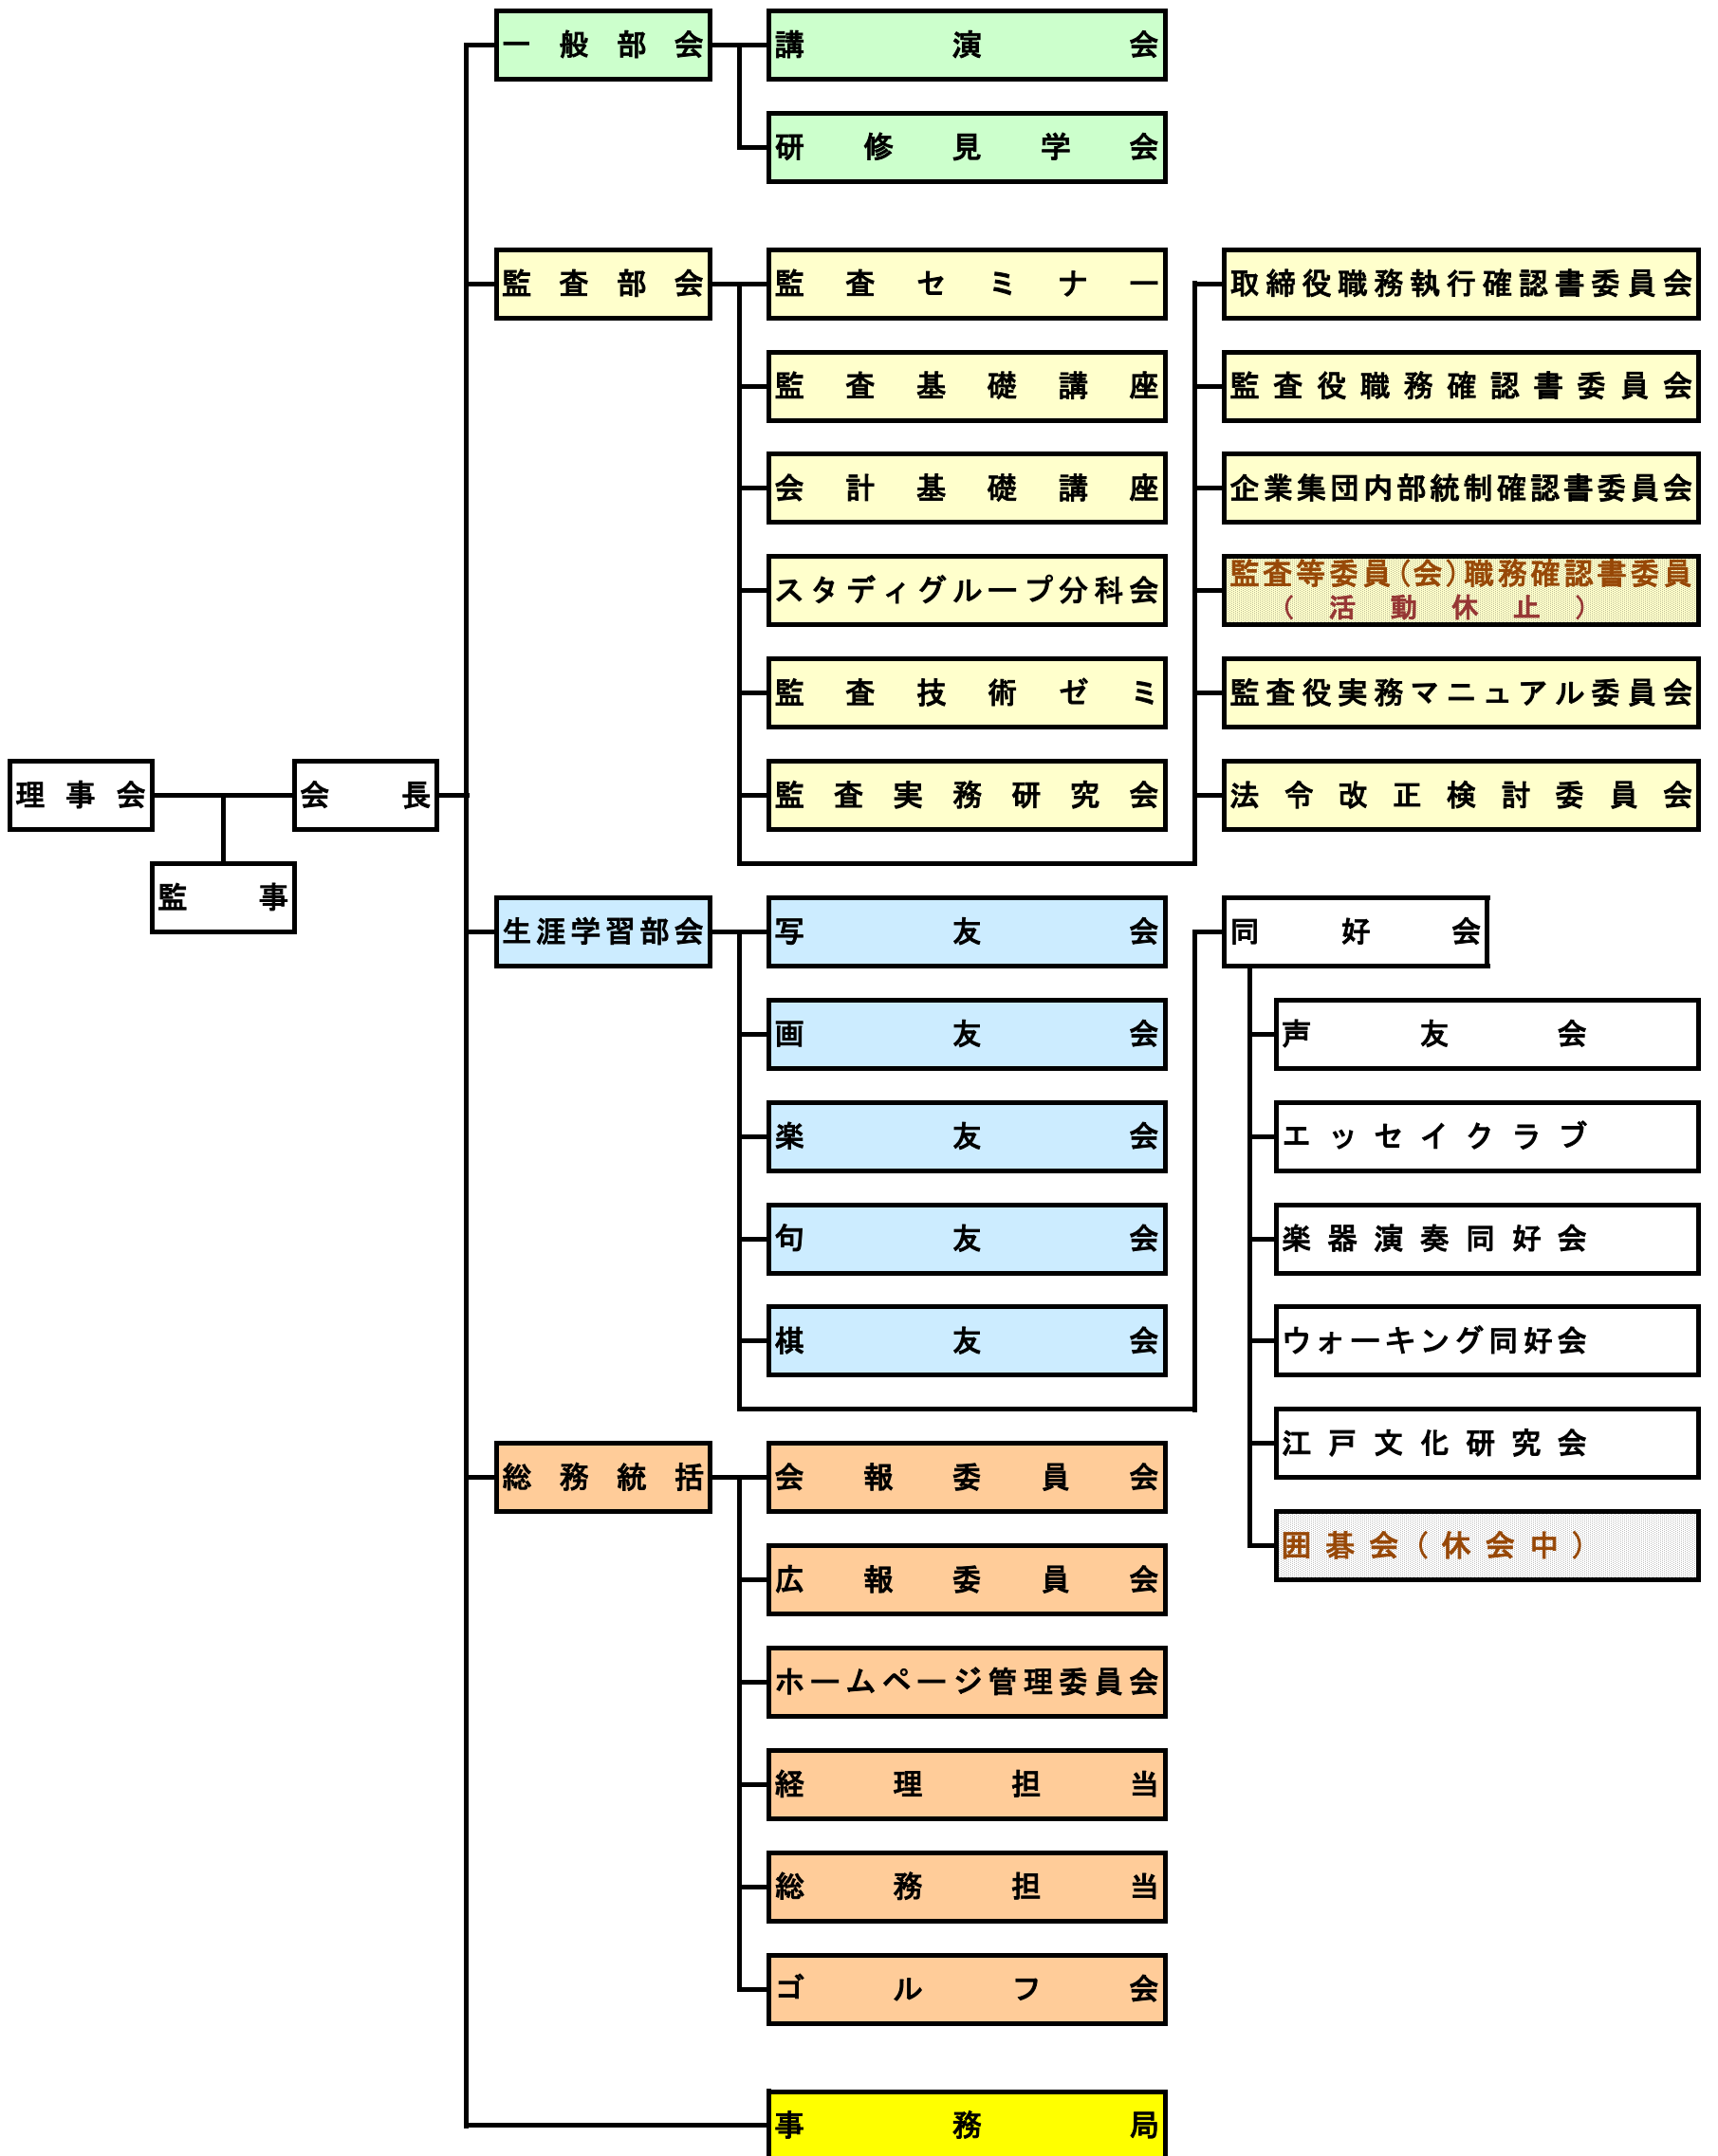 一般部会
講演会
研修見学会
監査部会
監査セミナー
監査基礎講座
会計基礎講座
スタディグループ分科会
監査技術ゼミ
監査実務研究会
取締役職務執行確認書委員会
監査役職務確認書委員会
企業集団内部統制確認書委員会
監査等委員(会)職務確認書委員
(活動休止)
監査役実務マニュアル委員会
法令改正検討委員会
理事会
会長
監事
生涯学習部会
写友会
画友会
楽友会
句友会
棋友会
同好会
声友会
エッセイクラブ
楽器演奏同好会
ウォーキング同好会
江戸文化研究会
囲碁会(休会中)
総務統括
会報委員会
広報委員会
ホームページ管理委員会
経理担当
総務担当
ゴルフ会
事務局